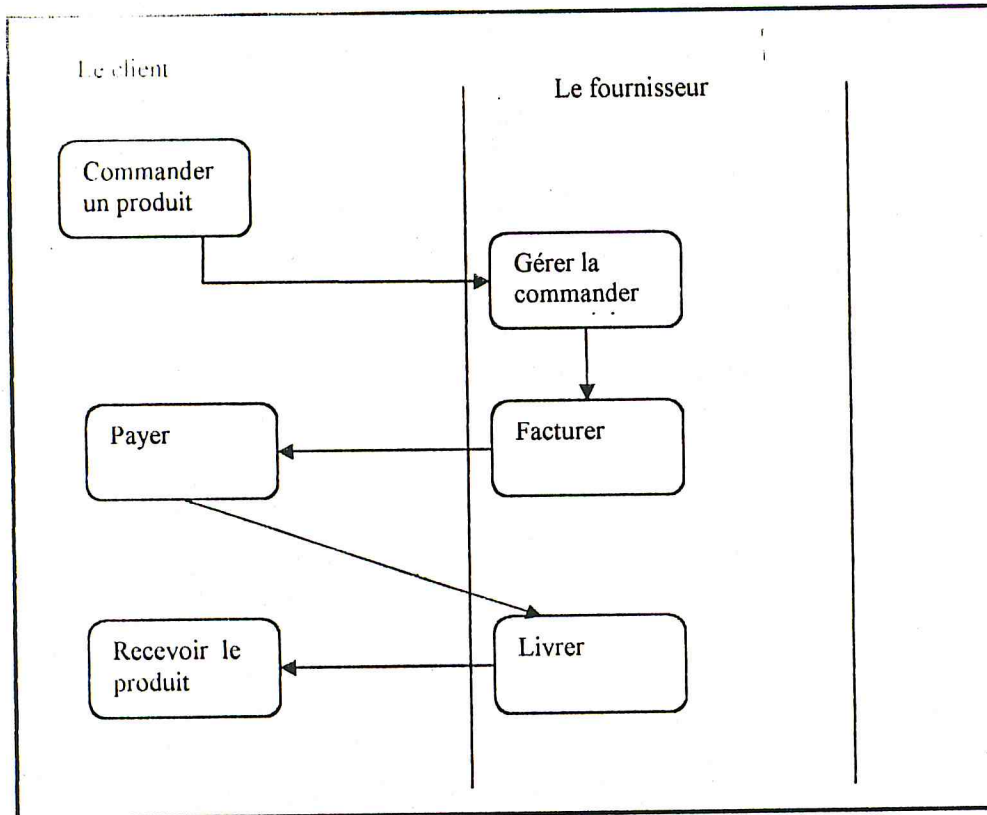 Le client
Le fournisseur
Commander
un produit
Gérer la
commander
Payer
Facturer
Recevoir le
produit
Livrer